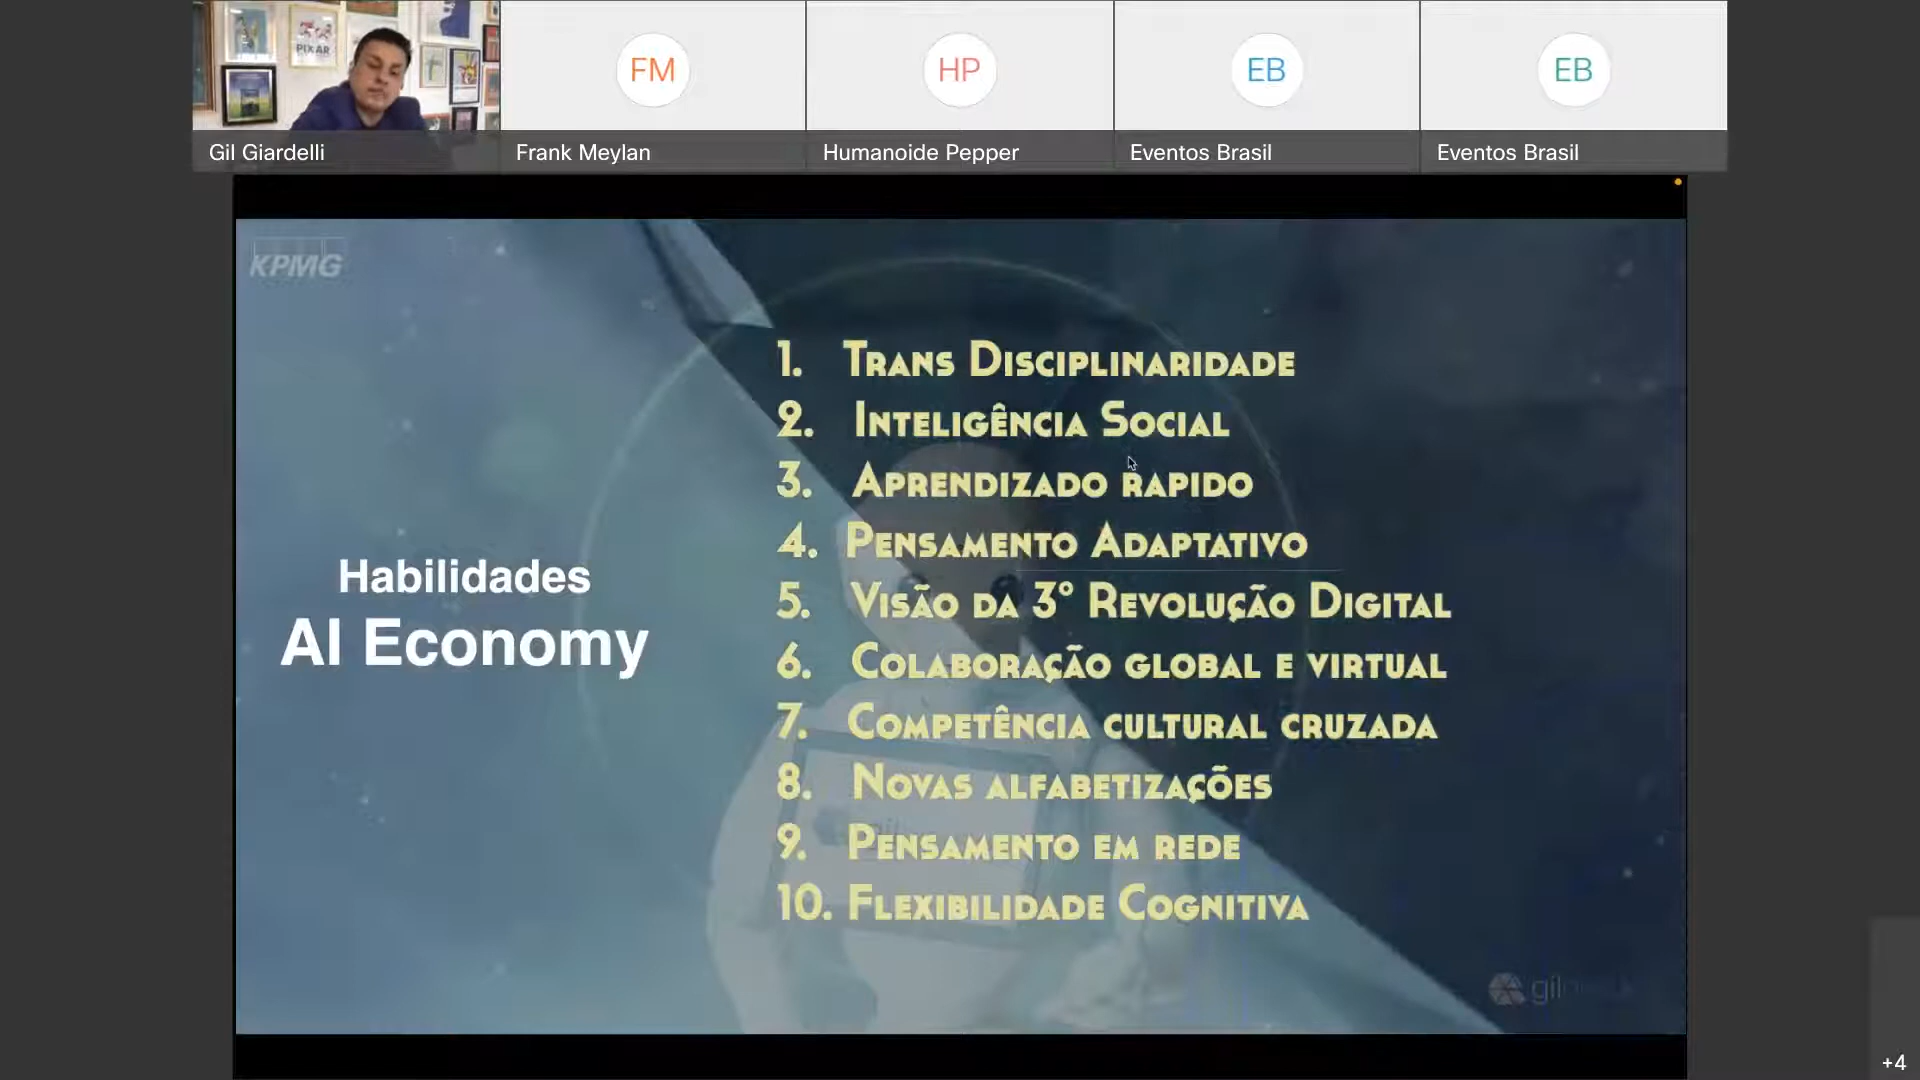 PIXAR
FM
HP
EB
EB
Gil Giardelli
Frank Meylan
Humanoide Pepper
Eventos Brasil
Eventos Brasil
KPMG
Habilidades
AI Economy
1. Trans Disciplinaridade
2. Inteligência Social
3. Aprendizado rapido
4. Pensamento Adaptativo
5. Visão da 3º Revolução Digital
6. Colaboração global e virtual
7. Competência cultural cruzada
8. Novas alfabetizações
9. Pensamento em rede
10. Flexibilidade Cognitiva
+4